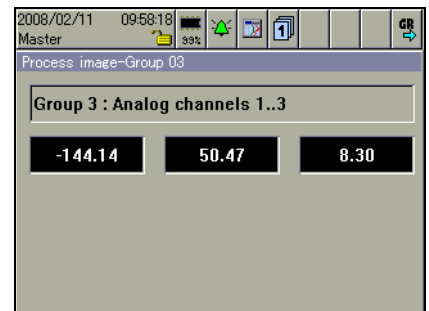 2008/02/11 09:58:18
Master
99%
1
GR
Process image-Group 03
Group 3 : Analog channels 1..3
-144.14 50.47 8.30